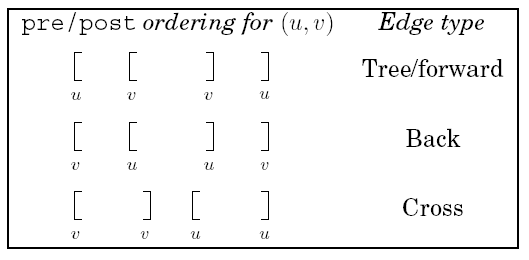 pre/post ordering for (u, v) Edge type
[ [ ] ] Tree/forward
u v v u
[ [ ] ] Back
v u u v
[ ] [ ] Cross
v v u u